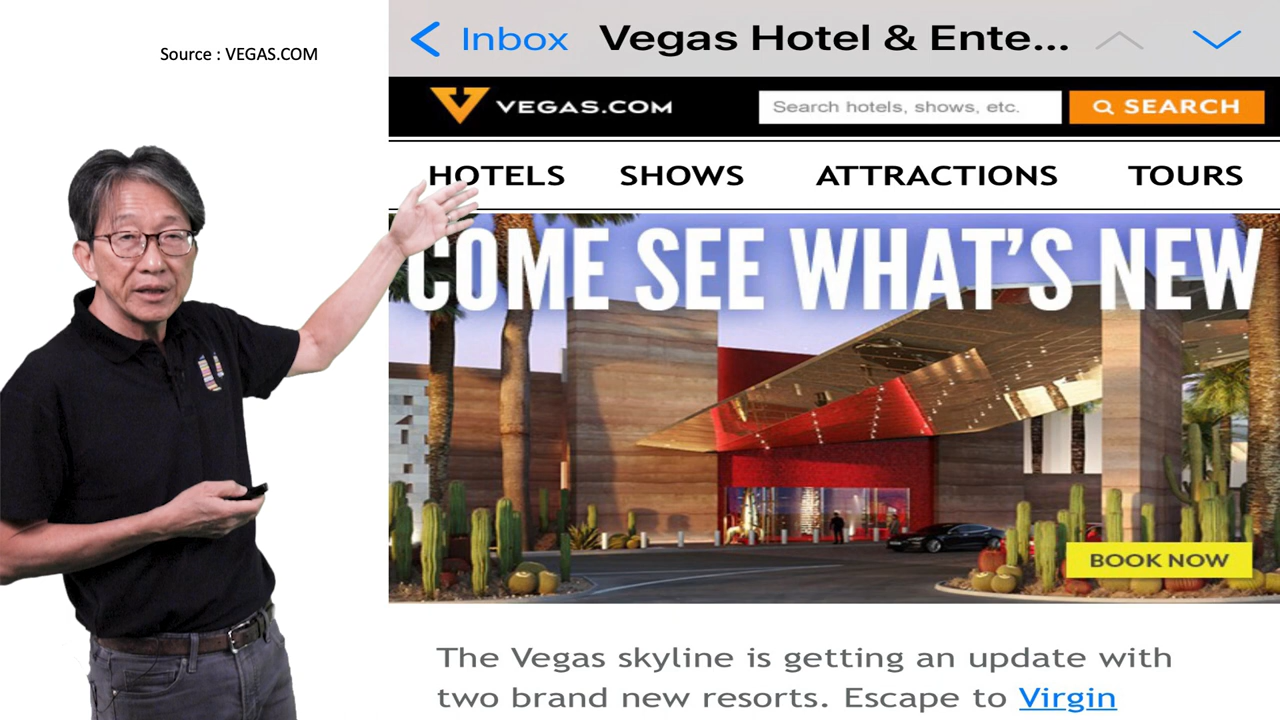 Source : VEGAS.COM
Inbox Vegas Hotel & Ente...
VEGAS.COM Search hotels, shows, etc. SEARCH
HOTELS SHOWS ATTRACTIONS TOURS
COME SEE WHAT'S NEW
BOOK NOW
The Vegas skyline is getting an update with
two brand new resorts. Escape to Virgin